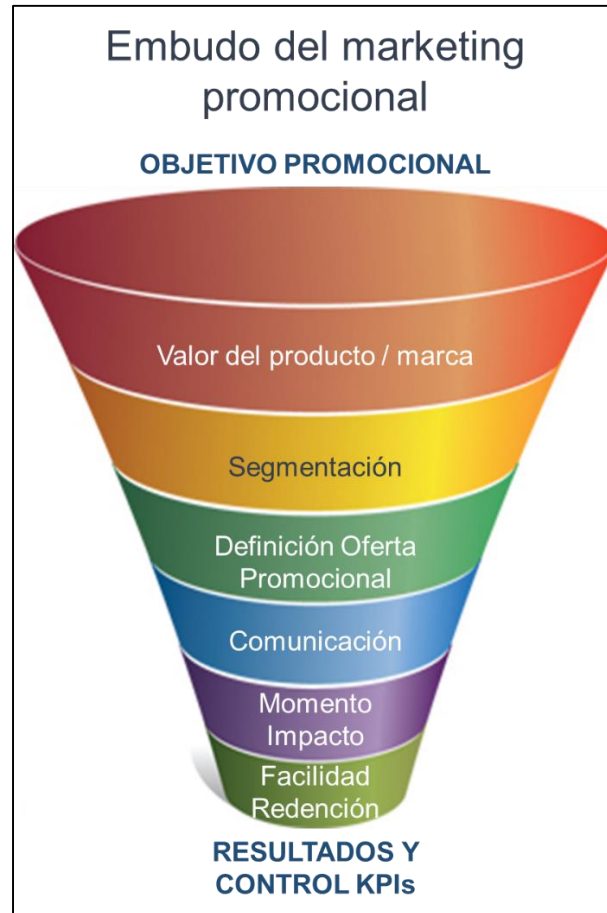 Embudo del marketing
promocional
OBJETIVO PROMOCIONAL
Valor del producto / marca
Segmentación
Definición Oferta
Promocional
Comunicación
Momento
Impacto
Facilidad
Redención
RESULTADOS Y
CONTROL KPIs